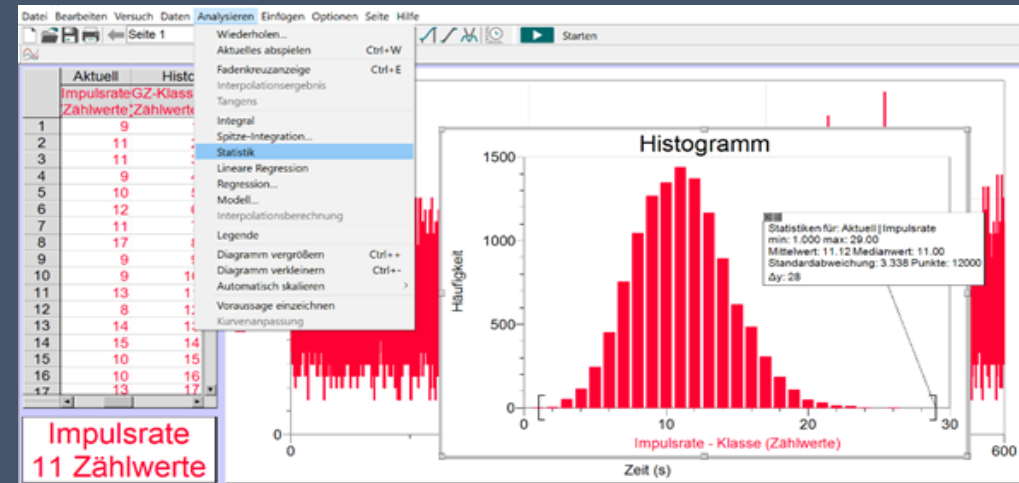 Datei Bearbeiten Versuch Daten Analysieren Einfügen Optionen Seite Hilfe
Seite 1
Starten
Wiederholen...
Aktuelles abspielen Ctrl+W
Fadenkreuzanzeige Ctrl+E
Interpolationsergebnis
Tangens
Integral
Spitze-Integration...
Statistik
Lineare Regression
Regression...
Modell...
Interpolationsberechnung
Legende
Diagramm vergrößern Ctrl++
Diagramm verkleinern Ctrl+-
Automatisch skalieren
Voraussage einzeichnen
Kurvenanpassung
Aktuell
Impulsrate GZ-Klass
Zählwerte Zählwerte
1 9
2 11
3 11
4 9
5 10
6 12
7 11
8 17
9 9
10 9
11 13
12 8
13 14
14 15 14
15 10 15
16 10 16
17 13 17
Impulsrate
11 Zählwerte
Histogramm
1500
1000
500
0
Häufigkeit
0 10 20 30
Impulsrate - Klasse (Zählwerte)
Statistiken für: Aktuell | Impulsrate
min: 1.000 max: 29.00
Mittelwert: 11.12 Medianwert: 11.00
Standardabweichung: 3.338 Punkte: 12000
Δy: 28
0
0 600
Zeit (s)